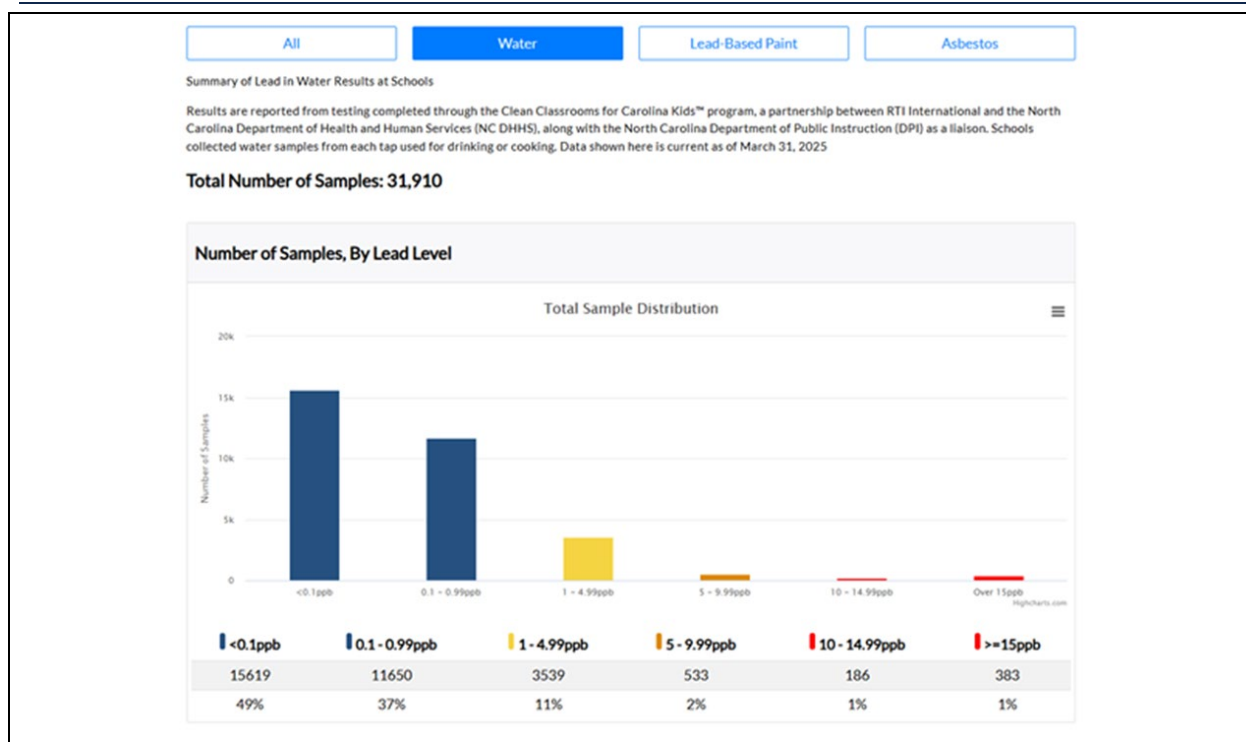 All Water Lead-Based Paint Asbestos
Summary of Lead in Water Results at Schools
Results are reported from testing completed through the Clean Classrooms for Carolina Kids™ program, a partnership between RTI International and the North
Carolina Department of Health and Human Services (NC DHHS), along with the North Carolina Department of Public Instruction (DPI) as a liaison. Schools
collected water samples from each tap used for drinking or cooking. Data shown here is current as of March 31, 2025
Total Number of Samples: 31,910
Number of Samples, By Lead Level
Total Sample Distribution
Number of Samples
20k
15k
10k
5k
0
<0.1ppb 0.1 - 0.99ppb 1 - 4.99ppb 5 - 9.99ppb 10 - 14.99ppb Over 15ppb
Highcharts.com
<0.1ppb 0.1 - 0.99ppb 1 - 4.99ppb 5 - 9.99ppb 10 - 14.99ppb >=15ppb
15619 11650 3539 533 186 383
49% 37% 11% 2% 1% 1%